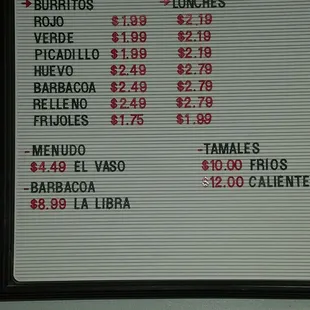 →BURRITOS →LONCHES
ROJO $1.99 $2.19
VERDE $1.99 $2.19
PICADILLO $1.99 $2.19
HUEVO $2.49 $2.79
BARBACOA $2.49 $2.79
RELLENO $2.49 $2.79
FRIJOLES $1.75 $1.99
-MENUDO -TAMALES
$4.49 EL VASO $10.00 FRIOS
-BARBACOA $12.00 CALIENTE
$8.99 LA LIBRA